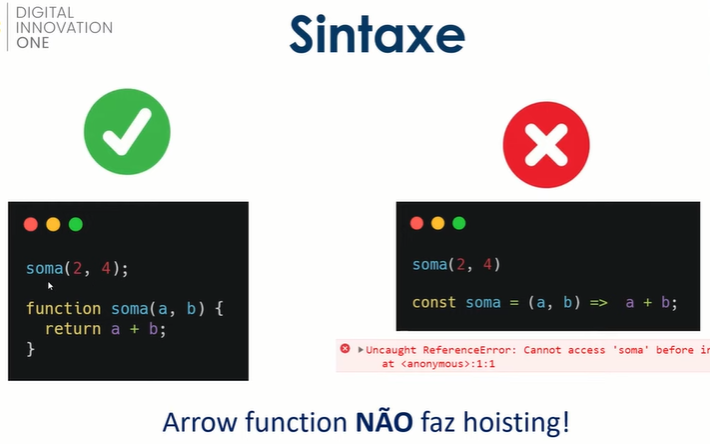 DIGITAL
INNOVATION
ONE
Sintaxe
soma(2, 4);
function soma(a, b) {
return a + b;
}
soma(2, 4)
const soma = (a, b) => a + b;
Uncaught ReferenceError: Cannot access 'soma' before
at <anonymous>:1:1
Arrow function NÃO faz hoisting!